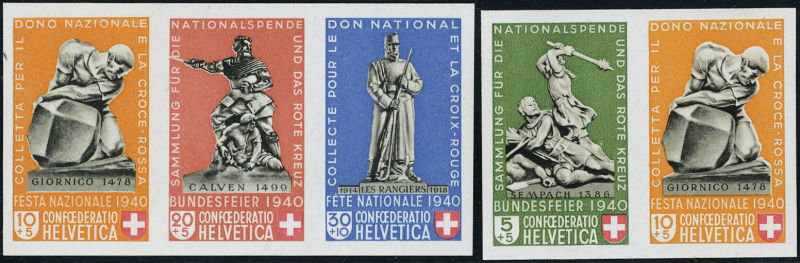 COLLETTA PER IL
DONO NAZIONALE
E LA CROCE-ROSSA
GIORNICO 1478
FESTA NAZIONALE 1940
10+5
CONFŒDERATIO
HELVETICA
SAMMLUNG FÜR DIE
NATIONALSPENDE
UND DAS ROTE KREUZ
CALVEN 1499
BUNDESFEIER 1940
20+5
CONFŒDERATIO
HELVETICA
COLLECTE POUR LE
DON NATIONAL
ET LA CROIX-ROUGE
1914 LES RANGIERS 1918
FÊTE NATIONALE 1940
30+10
CONFŒDERATIO
HELVETICA
SAMMLUNG FÜR DIE
NATIONALSPENDE
UND DAS ROTE KREUZ
SEMPACH 1386
BUNDESFEIER 1940
5+5
CONFŒDERATIO
HELVETICA
COLLETTA PER IL
DONO NAZIONALE
E LA CROCE-ROSSA
GIORNICO 1478
FESTA NAZIONALE 1940
10+5
CONFŒDERATIO
HELVETICA